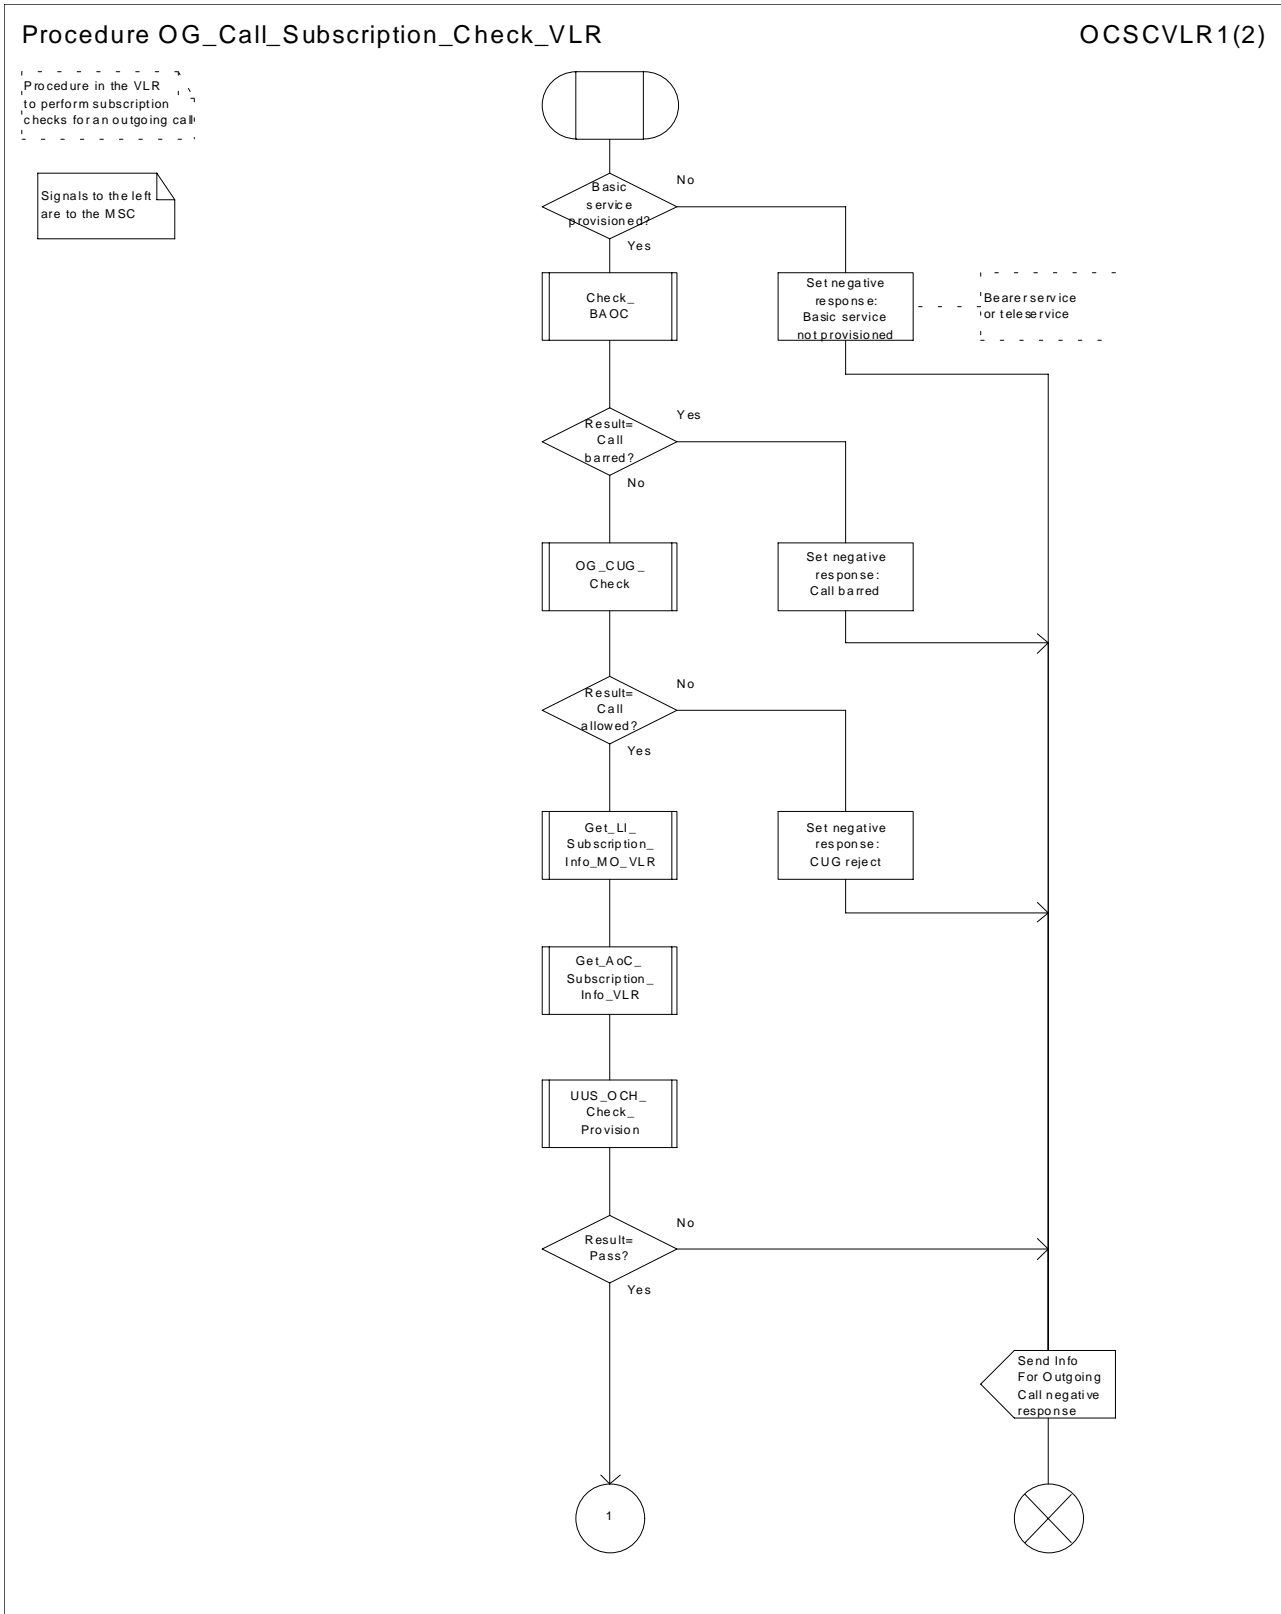 Procedure OG_Call_Subscription_Check_VLR
OCSCVLR1(2)
Procedure in the VLR
to perform subscription
checks for an outgoing call
Signals to the left
are to the MSC
Basic
service
provisioned?
No
Yes
Check_
BAOC
Set negative
response:
Basic service
not provisioned
Bearer service
or teleservice
Result=
Call
barred?
Yes
No
OG_CUG_
Check
Set negative
response:
Call barred
Result=
Call
allowed?
No
Yes
Get_LI_
Subscription_
Info_MO_VLR
Set negative
response:
CUG reject
Get_AoC_
Subscription_
Info_VLR
UUS_OCH_
Check_
Provision
Result=
Pass?
No
Yes
Send Info
For Outgoing
Call negative
response
1